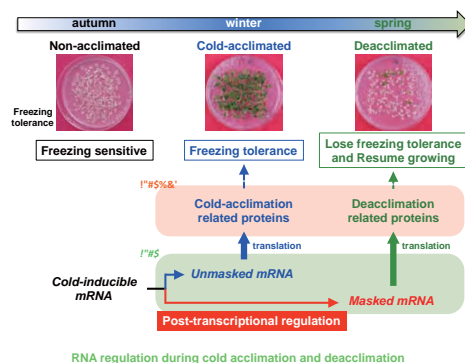 autumn winter spring
Non-acclimated Cold-acclimated Deacclimated
Freezing
tolerance
Freezing sensitive
Freezing tolerance
Lose freezing tolerance
and Resume growing
!"#$%&'
Cold-acclimation
related proteins
Deacclimation
related proteins
translation
translation
!"#$
Cold-inducible
mRNA
Unmasked mRNA
Masked mRNA
Post-transcriptional regulation
RNA regulation during cold acclimation and deacclimation